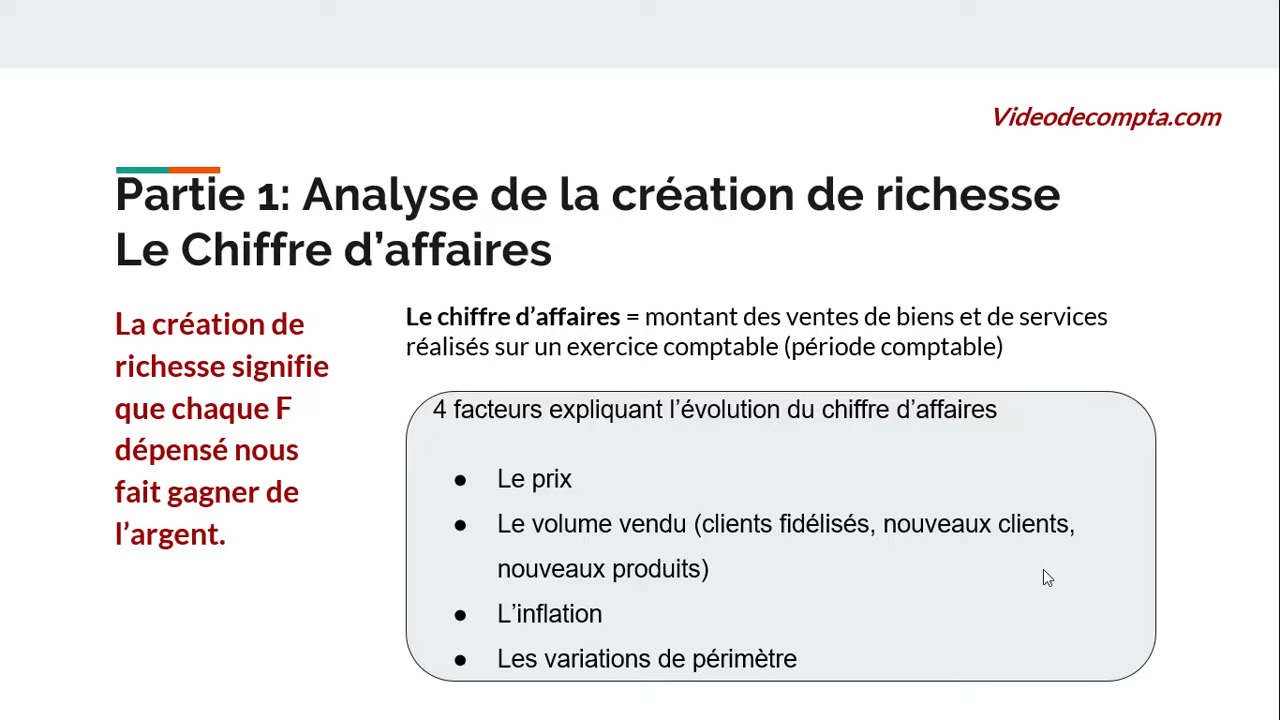 Videodecompta.com
Partie 1: Analyse de la création de richesse
Le Chiffre d’affaires
La création de
richesse signifie
que chaque F
dépensé nous
fait gagner de
l’argent.
Le chiffre d’affaires = montant des ventes de biens et de services
réalisés sur un exercice comptable (période comptable)
4 facteurs expliquant l’évolution du chiffre d’affaires
● Le prix
● Le volume vendu (clients fidélisés, nouveaux clients,
nouveaux produits)
● L’inflation
● Les variations de périmètre